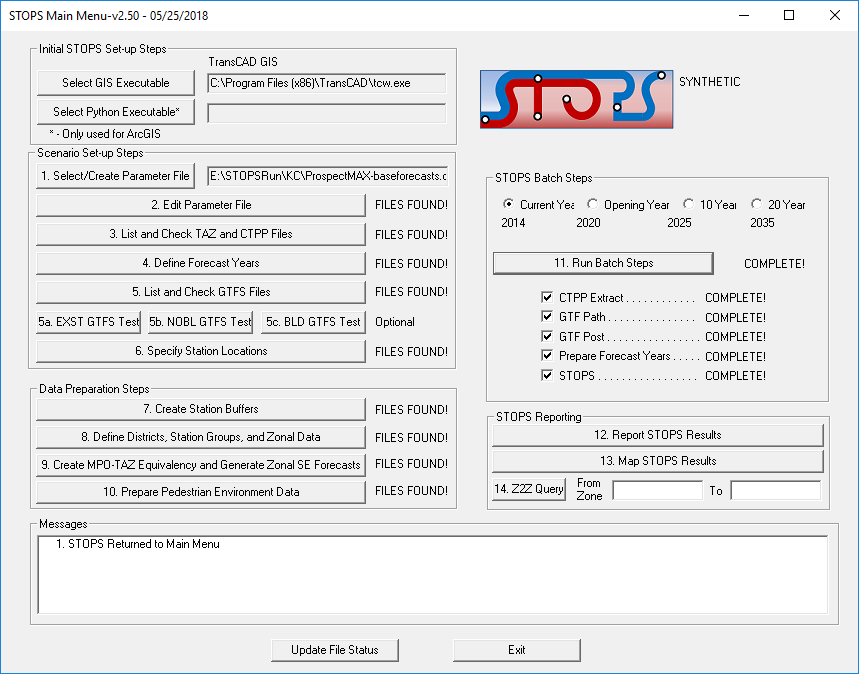 STOPS Main Menu-v2.50 - 05/25/2018
Initial STOPS Set-up Steps
TransCAD GIS
Select GIS Executable
C:\Program Files (x86)\TransCAD\tcw.exe
Select Python Executable*
* - Only used for ArcGIS
STOPS
SYNTHETIC
Scenario Set-up Steps
1. Select/Create Parameter File
E:\STOPSRun\KC\ProspectMAX-baseforecasts.c
2. Edit Parameter File FILES FOUND!
3. List and Check TAZ and CTPP Files FILES FOUND!
4. Define Forecast Years FILES FOUND!
5. List and Check GTFS Files FILES FOUND!
5a. EXST GTFS Test 5b. NOBL GTFS Test 5c. BLD GTFS Test Optional
6. Specify Station Locations FILES FOUND!
Data Preparation Steps
7. Create Station Buffers FILES FOUND!
8. Define Districts, Station Groups, and Zonal Data FILES FOUND!
9. Create MPO-TAZ Equivalency and Generate Zonal SE Forecasts FILES FOUND!
10. Prepare Pedestrian Environment Data FILES FOUND!
STOPS Batch Steps
Current Yea Opening Year 10 Year 20 Year
2014 2020 2025 2035
11. Run Batch Steps COMPLETE!
CTPP Extract . . . . . . . . . . . . COMPLETE!
GTF Path . . . . . . . . . . . . . . . COMPLETE!
GTF Post . . . . . . . . . . . . . . . . COMPLETE!
Prepare Forecast Years . . . . . COMPLETE!
STOPS . . . . . . . . . . . . . . . . . COMPLETE!
STOPS Reporting
12. Report STOPS Results
13. Map STOPS Results
14. Z2Z Query From Zone To
Messages
1. STOPS Returned to Main Menu
Update File Status Exit